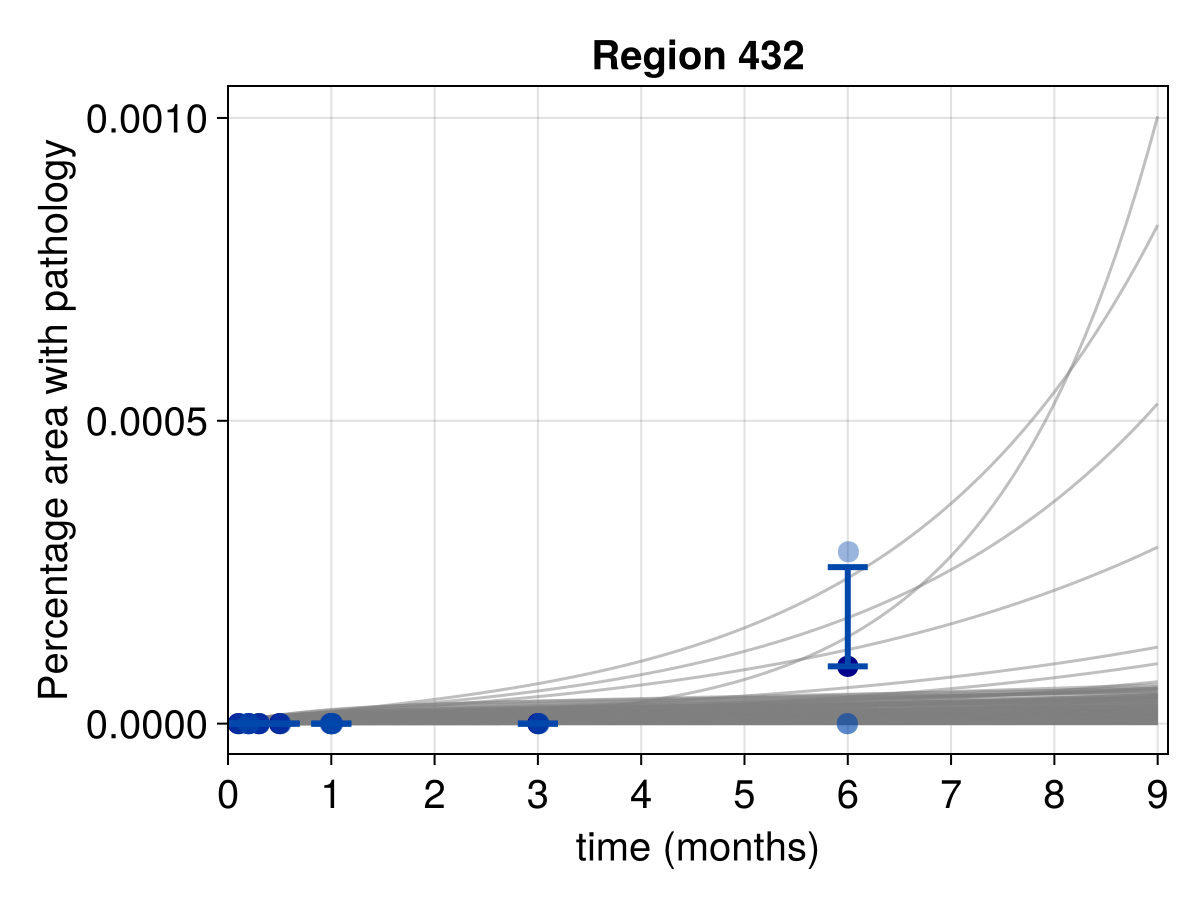 Region 432
Percentage area with pathology
0.0010
0.0005
0.0000
0 1 2 3 4 5 6 7 8 9
time (months)